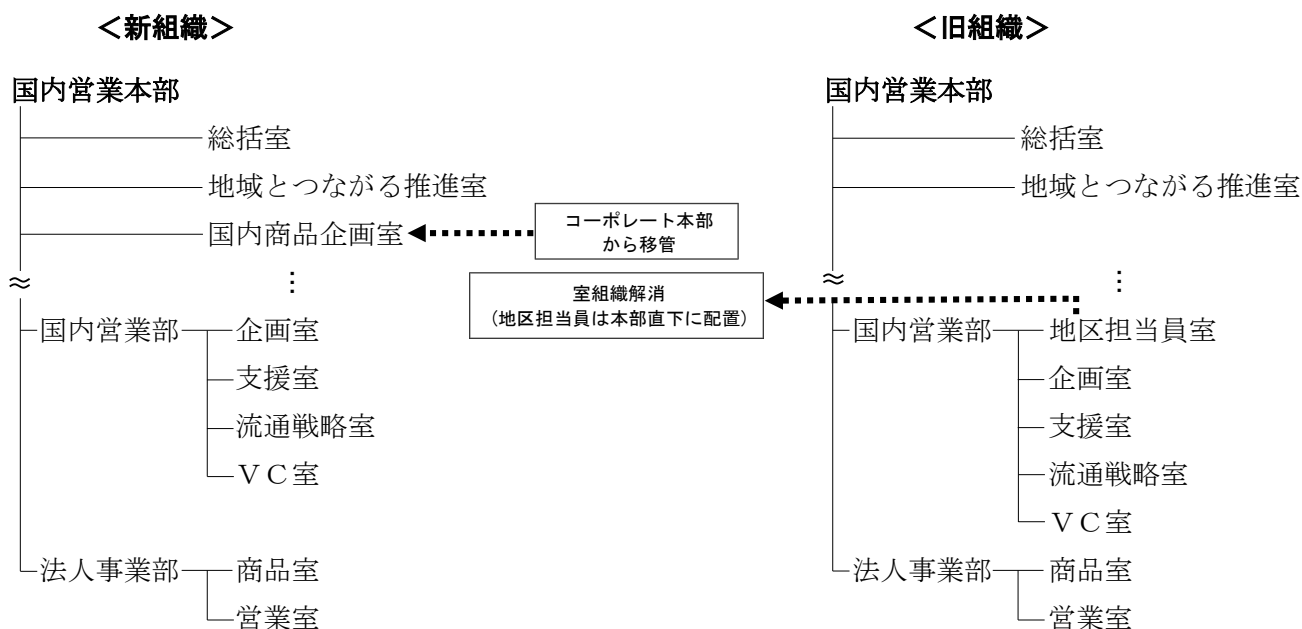 ＜新組織＞
国内営業本部
総括室
地域とつながる推進室
国内商品企画室
コーポレート本部
から移管
≈
⋮
室組織解消
（地区担当員は本部直下に配置）
国内営業部
企画室
支援室
流通戦略室
ＶＣ室
法人事業部
商品室
営業室
＜旧組織＞
国内営業本部
総括室
地域とつながる推進室
≈
⋮
国内営業部
地区担当員室
企画室
支援室
流通戦略室
ＶＣ室
法人事業部
商品室
営業室